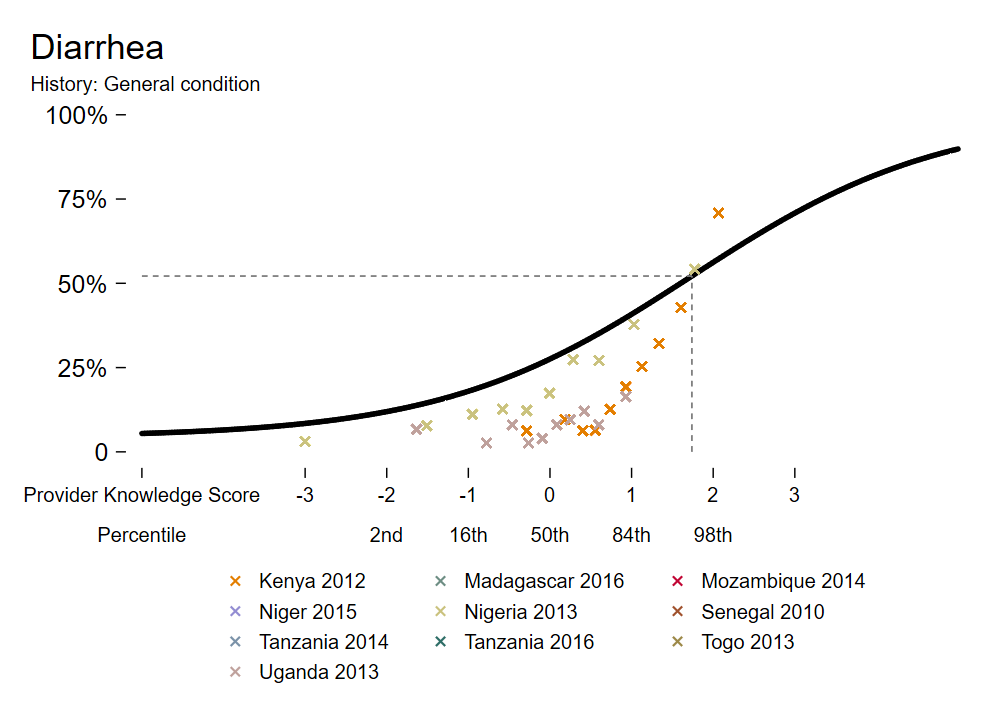 Diarrhea
History: General condition
100%
75%
50%
25%
0
Provider Knowledge Score -3 -2 -1 0 1 2 3
Percentile 2nd 16th 50th 84th 98th
Kenya 2012 Madagascar 2016 Mozambique 2014
Niger 2015 Nigeria 2013 Senegal 2010
Tanzania 2014 Tanzania 2016 Togo 2013
Uganda 2013